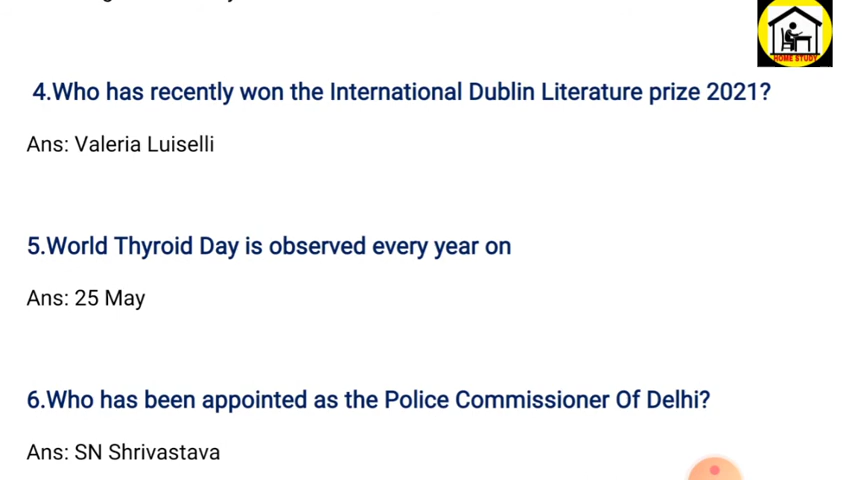 4.Who has recently won the International Dublin Literature prize 2021?
Ans: Valeria Luiselli
5.World Thyroid Day is observed every year on
Ans: 25 May
6.Who has been appointed as the Police Commissioner Of Delhi?
Ans: SN Shrivastava
HOME STUDY